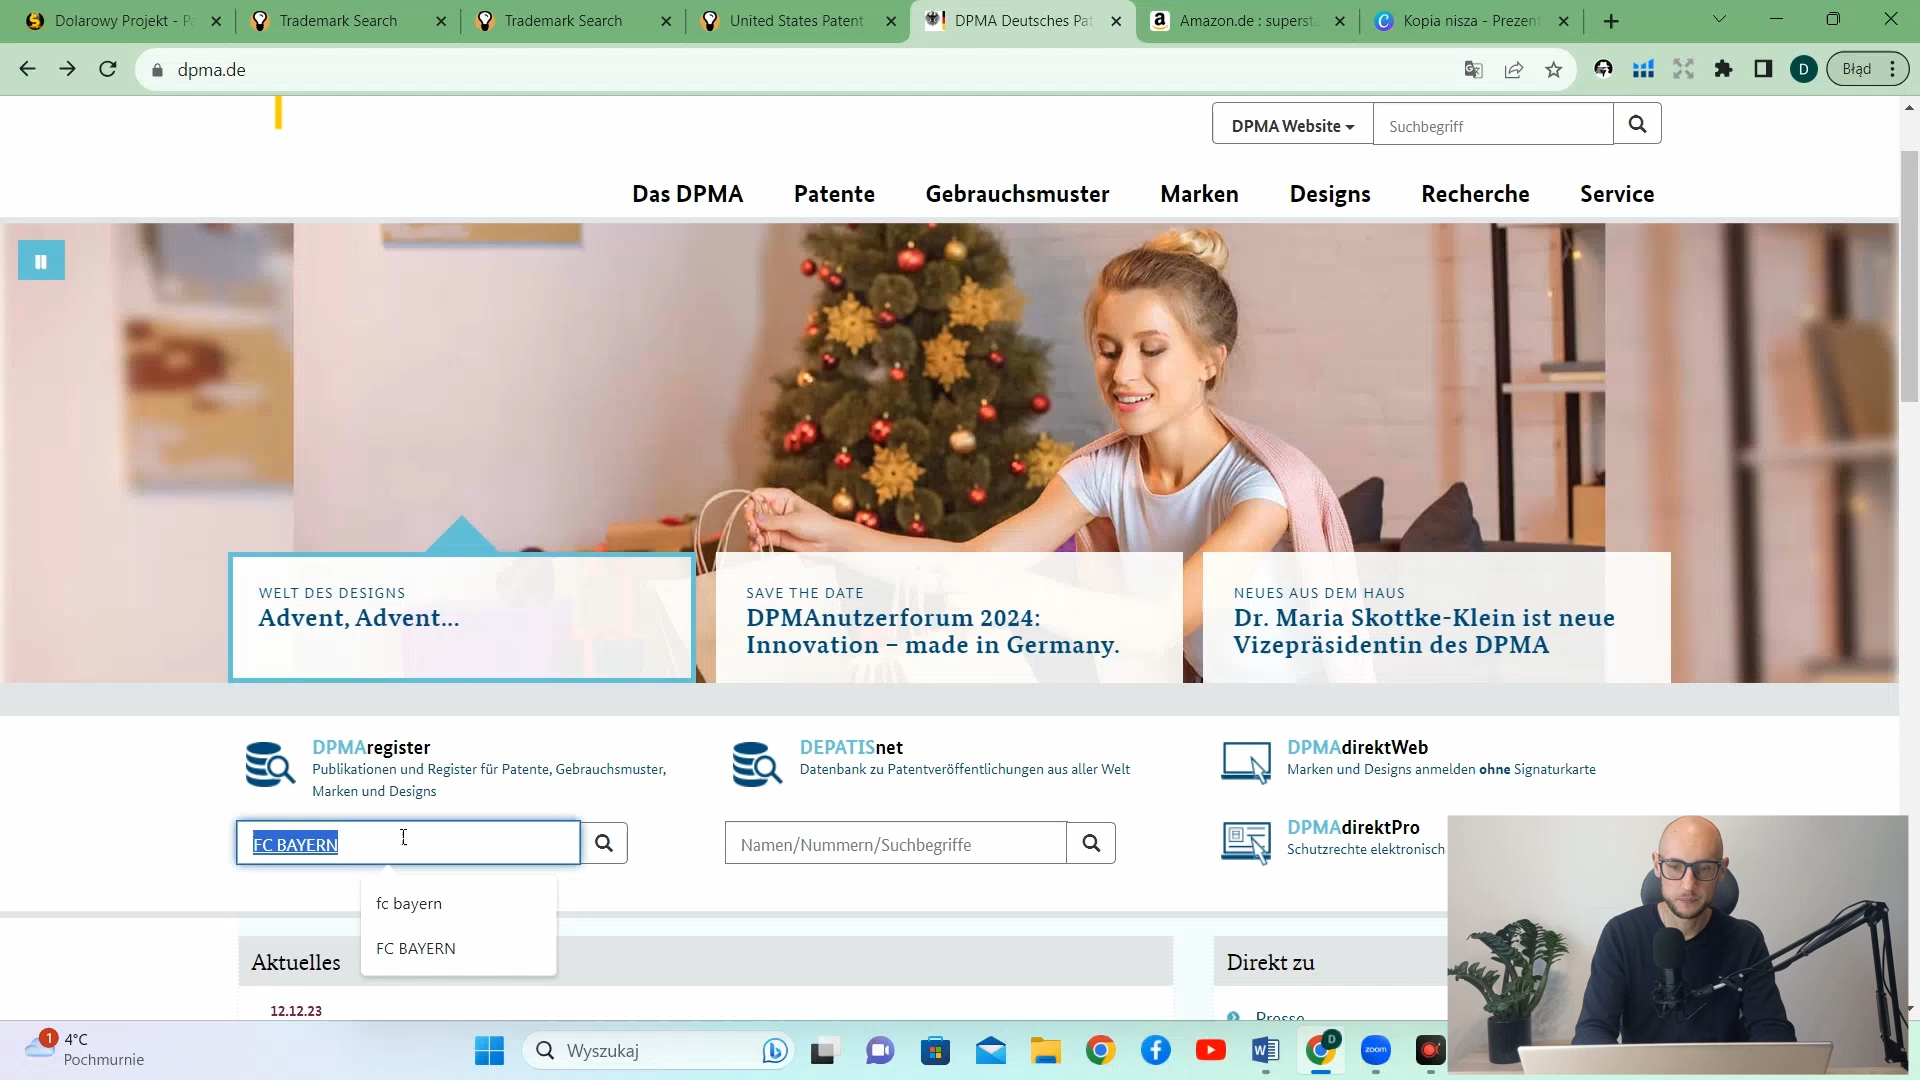 Dolarowy Projekt - Pa
Trademark Search
Trademark Search
United States Patent
DPMA Deutsches Pat
Amazon.de : supersta
Kopia nisza - Prezent
dpma.de
D
Błąd
DPMA Website
Suchbegriff
Das DPMA
Patente
Gebrauchsmuster
Marken
Designs
Recherche
Service
WELT DES DESIGNS
Advent, Advent...
SAVE THE DATE
DPMAnutzerforum 2024:
Innovation – made in Germany.
NEUES AUS DEM HAUS
Dr. Maria Skottke-Klein ist neue
Vizepräsidentin des DPMA
DPMAregister
Publikationen und Register für Patente, Gebrauchsmuster,
Marken und Designs
FC BAYERN
fc bayern
FC BAYERN
DEPATISnet
Datenbank zu Patentveröffentlichungen aus aller Welt
Namen/Nummern/Suchbegriffe
DPMAdirektWeb
Marken und Designs anmelden ohne Signaturkarte
DPMAdirektPro
Schutzrechte elektronisch
Aktuelles
12.12.23
Direkt zu
Presse
1
4°C
Pochmurnie
Wyszukaj
zoom
D